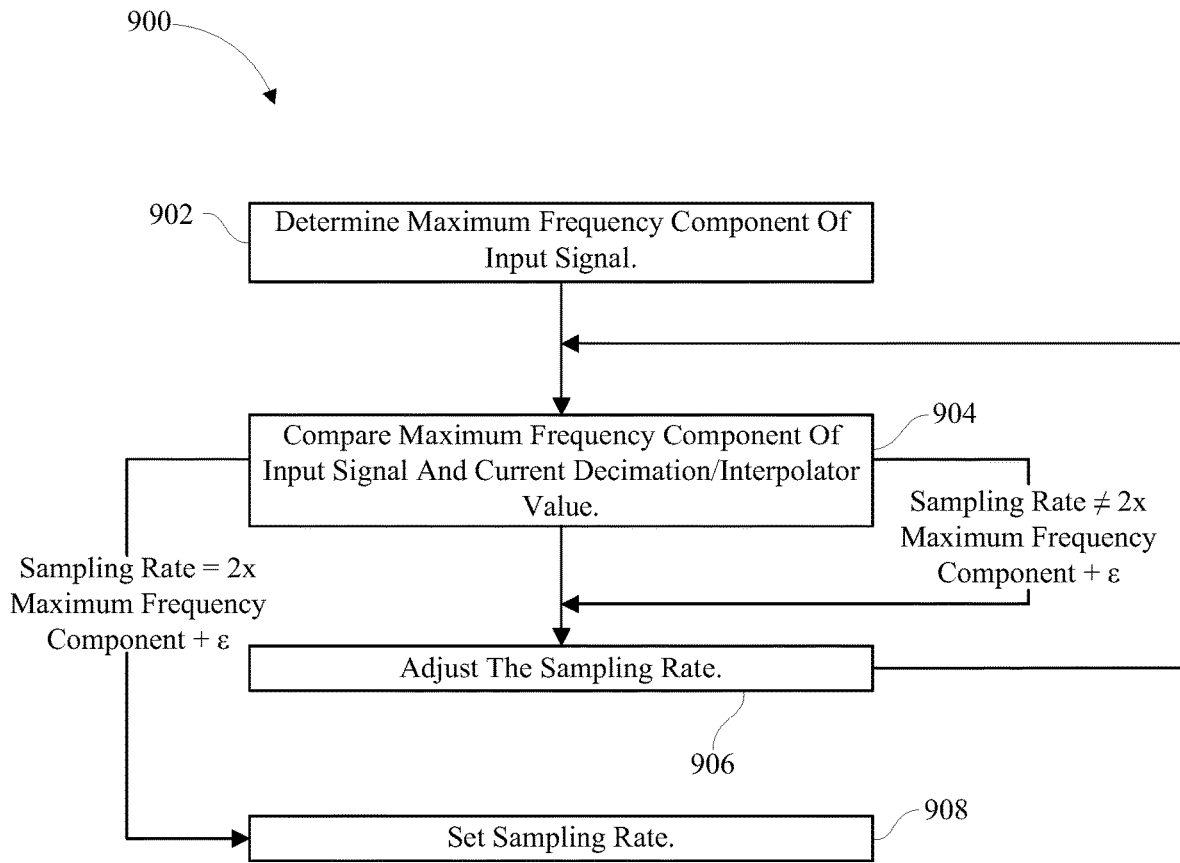 900
902
Determine Maximum Frequency Component Of
Input Signal.
904
Compare Maximum Frequency Component Of
Input Signal And Current Decimation/Interpolator
Value.
Sampling Rate ≠ 2x
Maximum Frequency
Component + ε
Sampling Rate = 2x
Maximum Frequency
Component + ε
Adjust The Sampling Rate.
906
908
Set Sampling Rate.